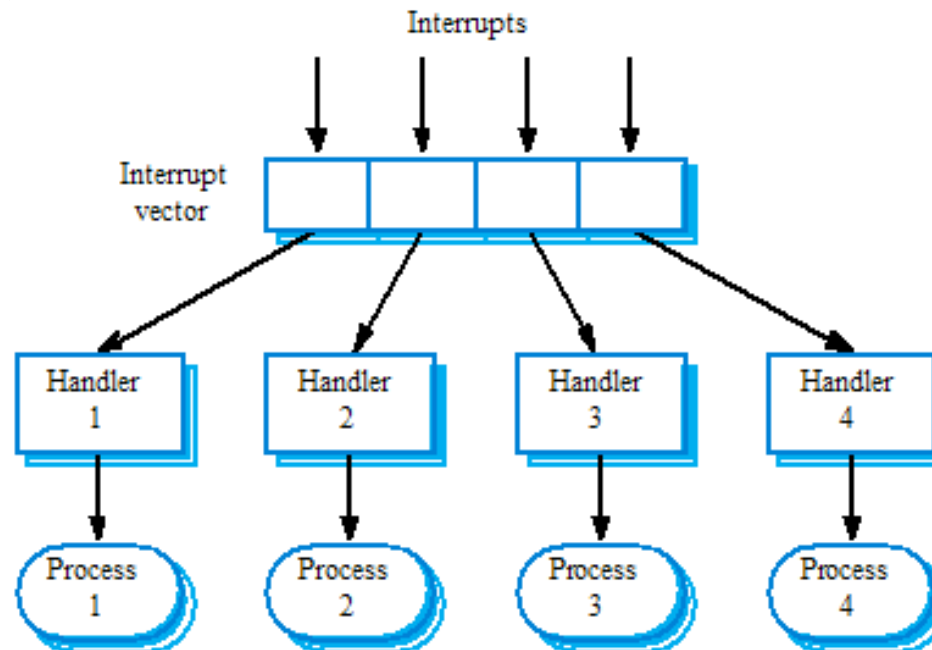 Interrupts
Interrupt
vector
Handler
1
Handler
2
Handler
3
Handler
4
Process
1
Process
2
Process
3
Process
4